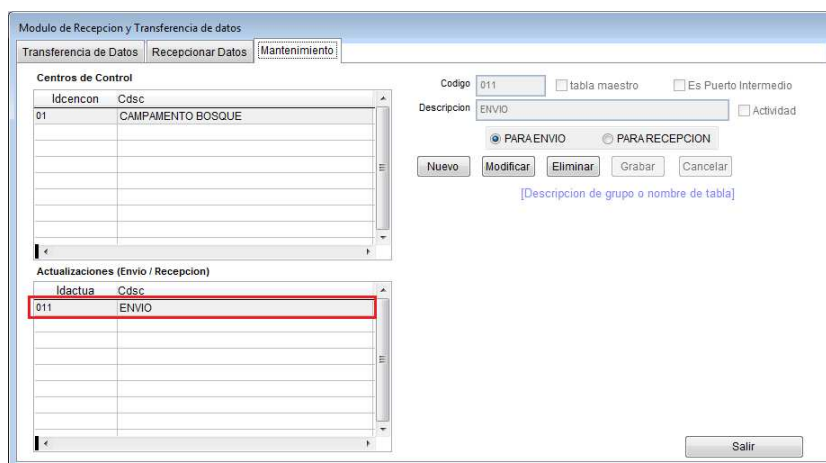 Modulo de Recepcion y Transferencia de datos
Transferencia de Datos Recepcionar Datos Mantenimiento
Centros de Control
Idcencon Cdsc
01 CAMPAMENTO BOSQUE
Actualizaciones (Envio / Recepcion)
Idactua Cdsc
011 ENVIO
Codigo 011 tabla maestro Es Puerto Intermedio
Descripcion ENVIO Actividad
PARA ENVIO PARA RECEPCION
Nuevo Modificar Eliminar Grabar Cancelar
[Descripcion de grupo o nombre de tabla]
Salir